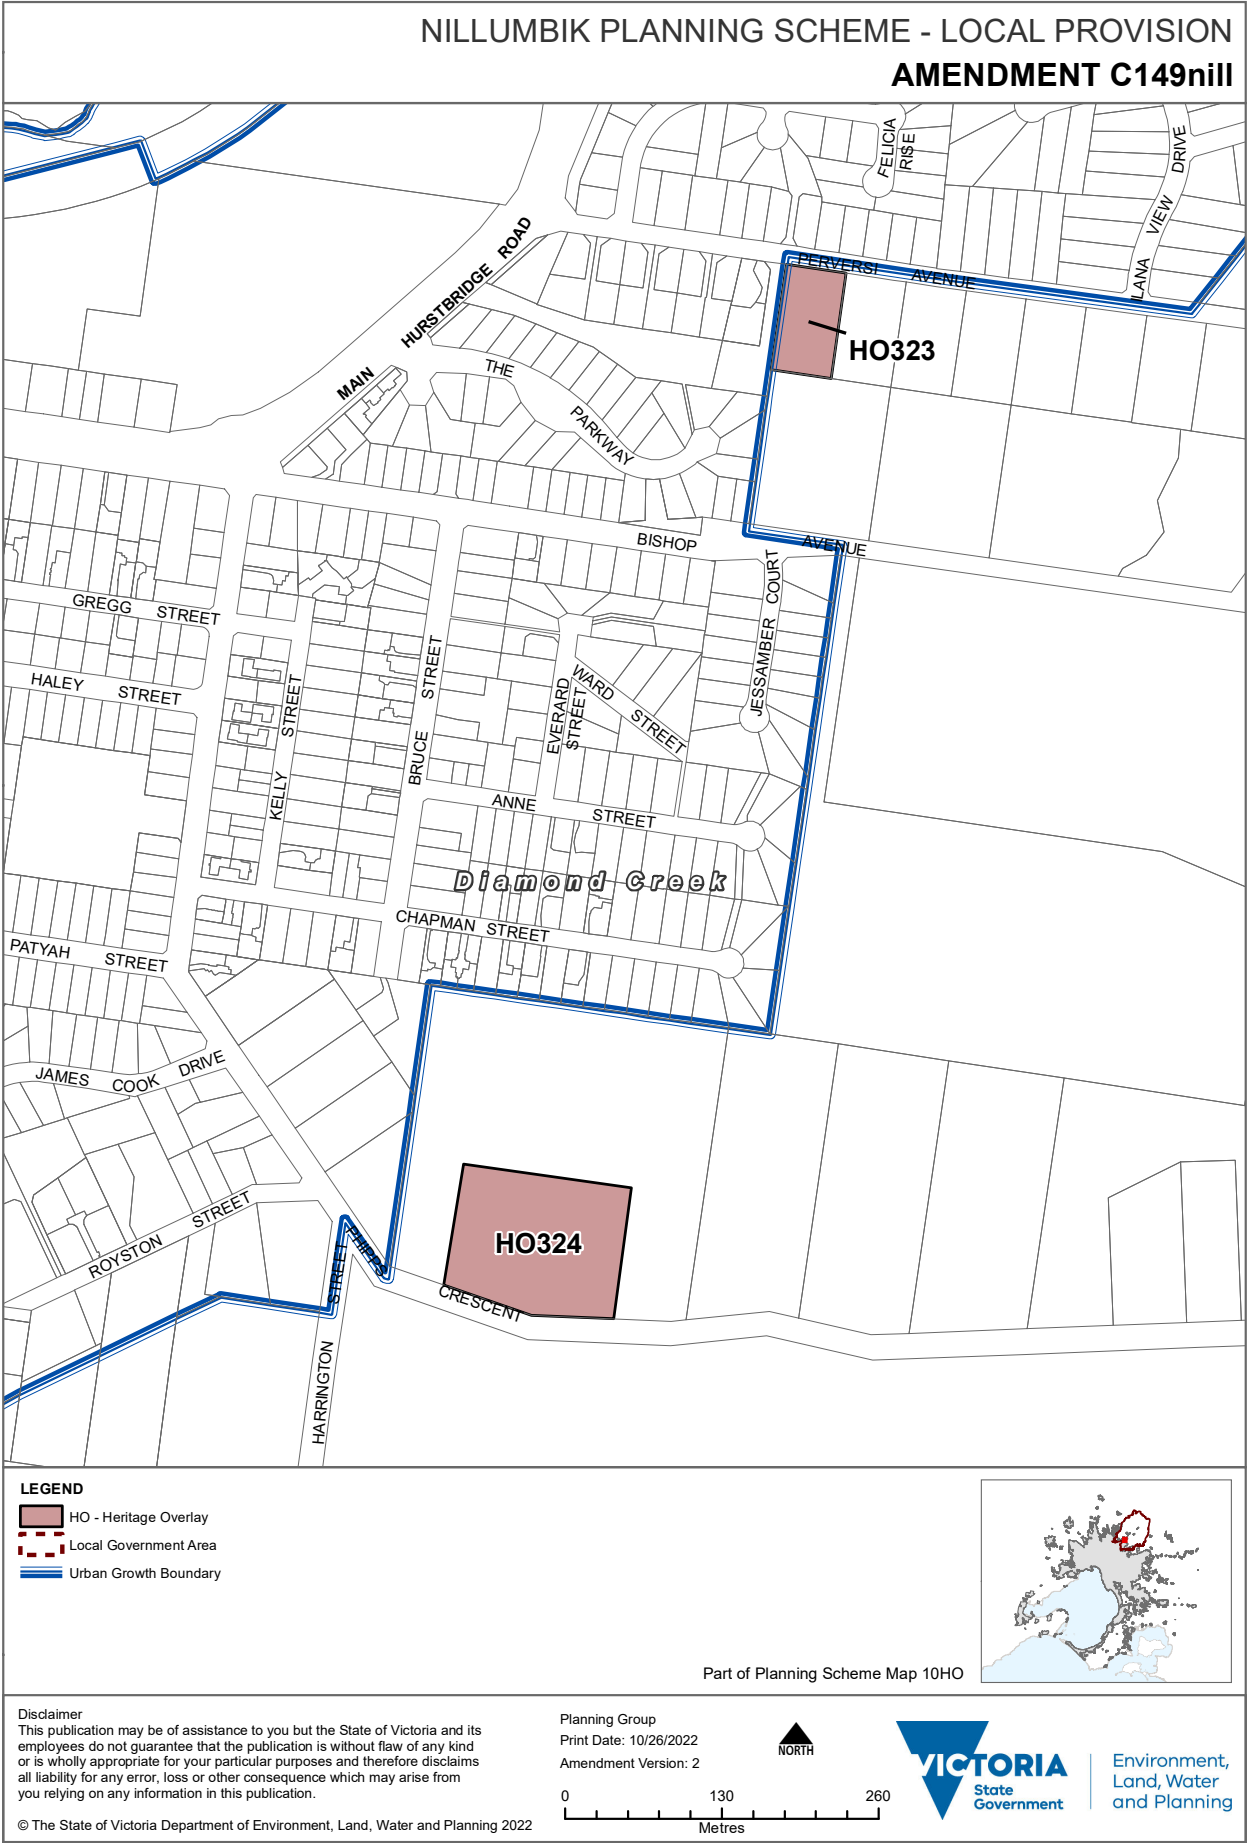 NILLUMBIK PLANNING SCHEME - LOCAL PROVISION
AMENDMENT C149nill
FELICIA
RISE
LANA VIEW DRIVE
MAIN HURSTBRIDGE ROAD
PERVERSI AVENUE
HO323
THE PARKWAY
BISHOP AVENUE
JESSAMBER COURT
GREGG STREET
HALEY STREET
KELLY STREET
BRUCE STREET
EVERARD
STREET
WARD STREET
ANNE STREET
Diamond Creek
CHAPMAN STREET
PATYAH STREET
JAMES COOK DRIVE
ROYSTON STREET
HARRINGTON STREET
PHIPPS CRESCENT
HO324
LEGEND
HO - Heritage Overlay
Local Government Area
Urban Growth Boundary
Part of Planning Scheme Map 10HO
Disclaimer
This publication may be of assistance to you but the State of Victoria and its
employees do not guarantee that the publication is without flaw of any kind
or is wholly appropriate for your particular purposes and therefore disclaims
all liability for any error, loss or other consequence which may arise from
you relying on any information in this publication.
© The State of Victoria Department of Environment, Land, Water and Planning 2022
Planning Group
Print Date: 10/26/2022
Amendment Version: 2
0 130 260
Metres
NORTH
VICTORIA
State
Government
Environment,
Land, Water
and Planning